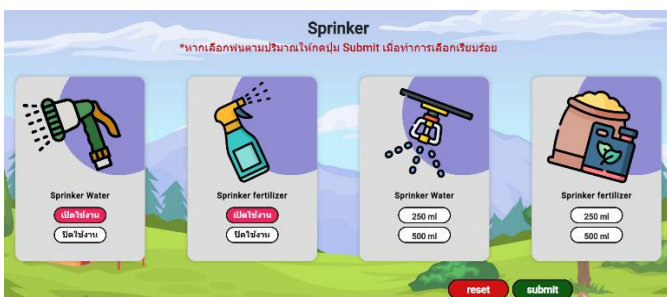 Sprinker
*หากเลือกพ่นตามปริมาณให้กดปุ่ม Submit เมื่อทำการเลือกเรียบร้อย
Sprinker Water
เปิดใช้งาน
ปิดใช้งาน
Sprinker fertilizer
เปิดใช้งาน
ปิดใช้งาน
Sprinker Water
250 ml
500 ml
Sprinker fertilizer
250 ml
500 ml
reset
submit